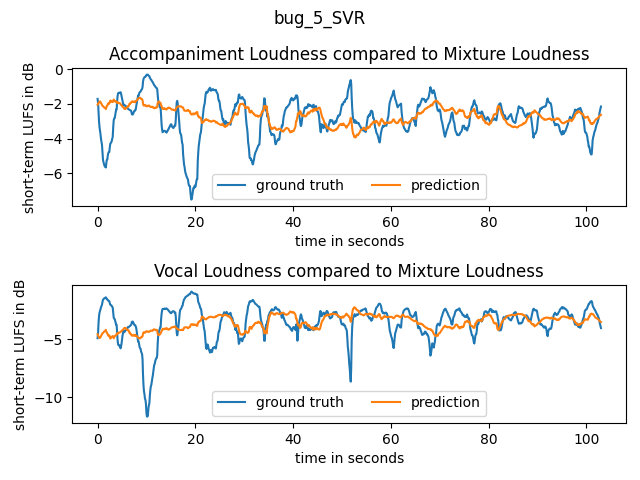 bug_5_SVR
Accompaniment Loudness compared to Mixture Loudness
short-term LUFS in dB
0
−2
−4
−6
ground truth
prediction
0
20
40
60
80
100
time in seconds
Vocal Loudness compared to Mixture Loudness
short-term LUFS in dB
−5
−10
ground truth
prediction
0
20
40
60
80
100
time in seconds